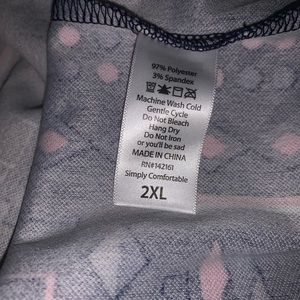 97% Polyester
3% Spandex
Machine Wash Cold
Gentle Cycle
Do Not Bleach
Hang Dry
Do Not Iron
or you'll be sad
MADE IN CHINA
RN#142161
Simply Comfortable
2XL